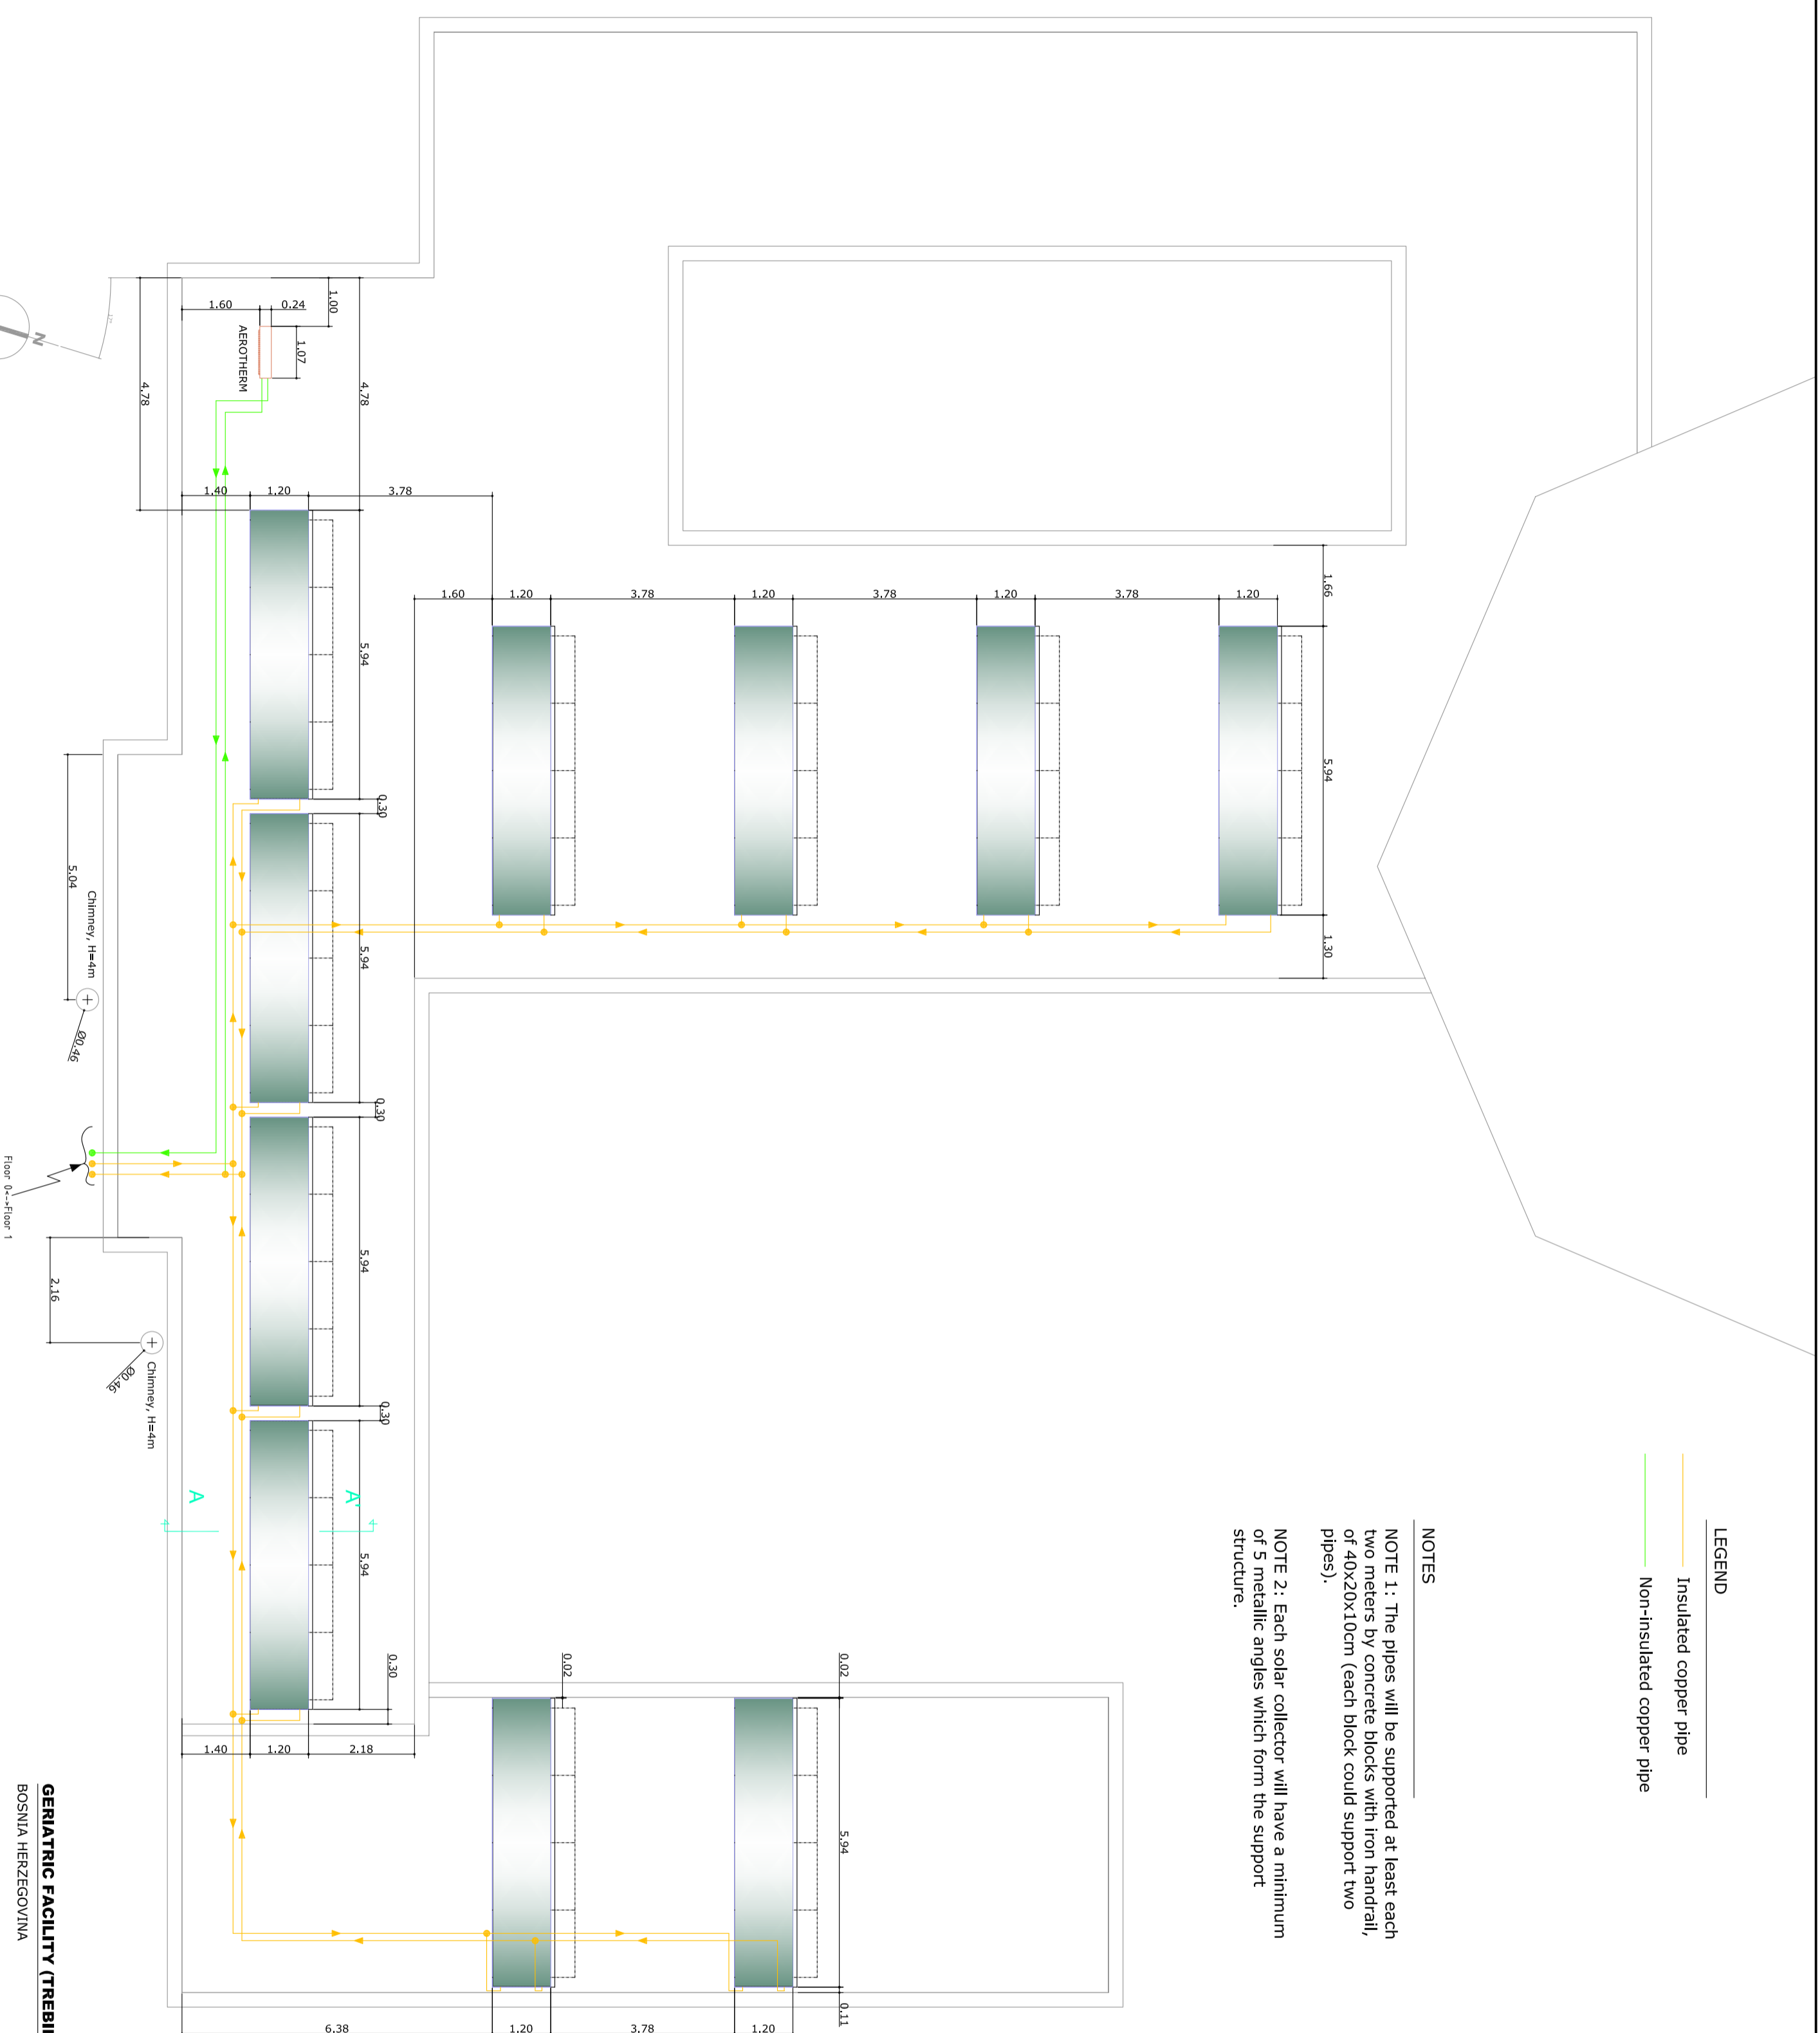 LEGEND
Insulated copper pipe
Non-insulated copper pipe
NOTES
NOTE 1: The pipes will be supported at least each
two meters by concrete blocks with iron handrail,
of 40x20x10cm (each block could support two
pipes).
NOTE 2: Each solar collector will have a minimum
of 5 metallic angles which form the support
structure.
1.66
5.94
1.30
1.60
1.20
3.78
1.20
3.78
1.20
3.78
1.20
1.00
1.60
0.24
1.07
AEROTHERM
4.78
4.78
N
1.40
1.20
3.78
5.94
0.30
5.94
0.30
5.94
0.30
5.94
0.30
5.04
Chimney, H=4m
Ø0.46
Floor 0<->Floor 1
2.16
Ø0.46
Chimney, H=4m
A
A'
1.40
1.20
2.18
0.02
0.02
5.94
0.11
6.38
1.20
3.78
1.20
GERIATRIC FACILITY
BOSNIA HERZEGOVINA